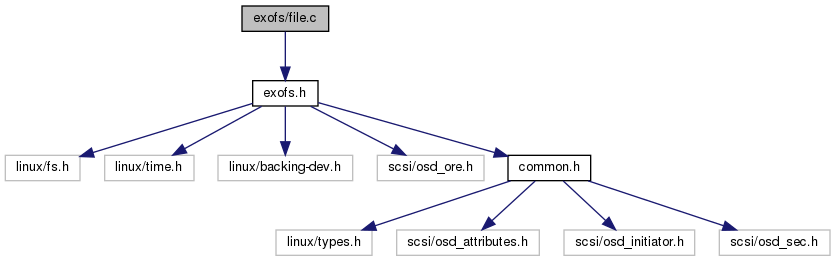 exofs/file.c
exofs.h
linux/fs.h
linux/time.h
linux/backing-dev.h
scsi/osd_ore.h
common.h
linux/types.h
scsi/osd_attributes.h
scsi/osd_initiator.h
scsi/osd_sec.h